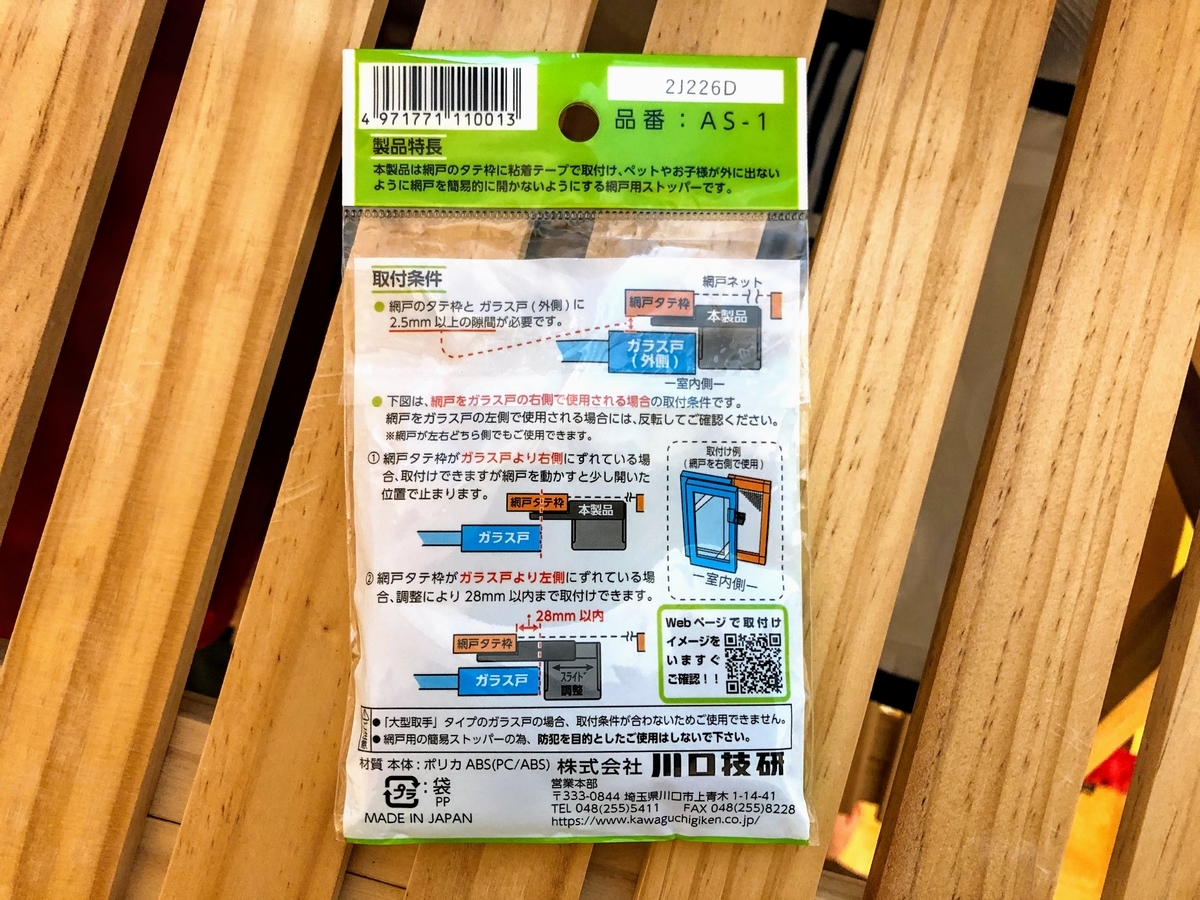 4 971771 110013
2J226D
品番：AS-1
製品特長
本製品は網戸のタテ枠に粘着テープで取付け、ペットやお子様が外に出ない
ように網戸を簡易的に開かないようにする網戸用ストッパーです。
取付条件
●網戸のタテ枠と ガラス戸(外側)に
2.5mm以上の隙間が必要です。
網戸ネット
網戸タテ枠
本製品
ガラス戸
(外側)
ー室内側ー
●下図は、網戸をガラス戸の右側で使用される場合の取付条件です。
網戸をガラス戸の左側で使用される場合には、反転してご確認ください。
※網戸が左右どちら側でもご使用できます。
①網戸タテ枠がガラス戸より右側にずれている場
合、取付けできますが網戸を動かすと少し開いた
位置で止まります。
網戸タテ枠
本製品
ガラス戸
取付け例
(網戸を右側で使用)
ー室内側ー
②網戸タテ枠がガラス戸より左側にずれている場
合、調整により28mm以内まで取付けできます。
28mm以内
網戸タテ枠
ガラス戸
スライド
調整
Webページで取付け
イメージを
いますぐ
ご確認！！
●「大型取手」タイプのガラス戸の場合、取付条件が合わないためご使用できません。
●網戸用の簡易ストッパーの為、防犯を目的としたご使用はしないで下さい。
材質 本体：ポリカABS(PC/ABS)
プラ：袋
PP
MADE IN JAPAN
株式会社 川口技研
営業本部
〒333-0844 埼玉県川口市上青木1-14-41
TEL 048(255)5411 FAX 048(255)8228
https://www.kawaguchigiken.co.jp/